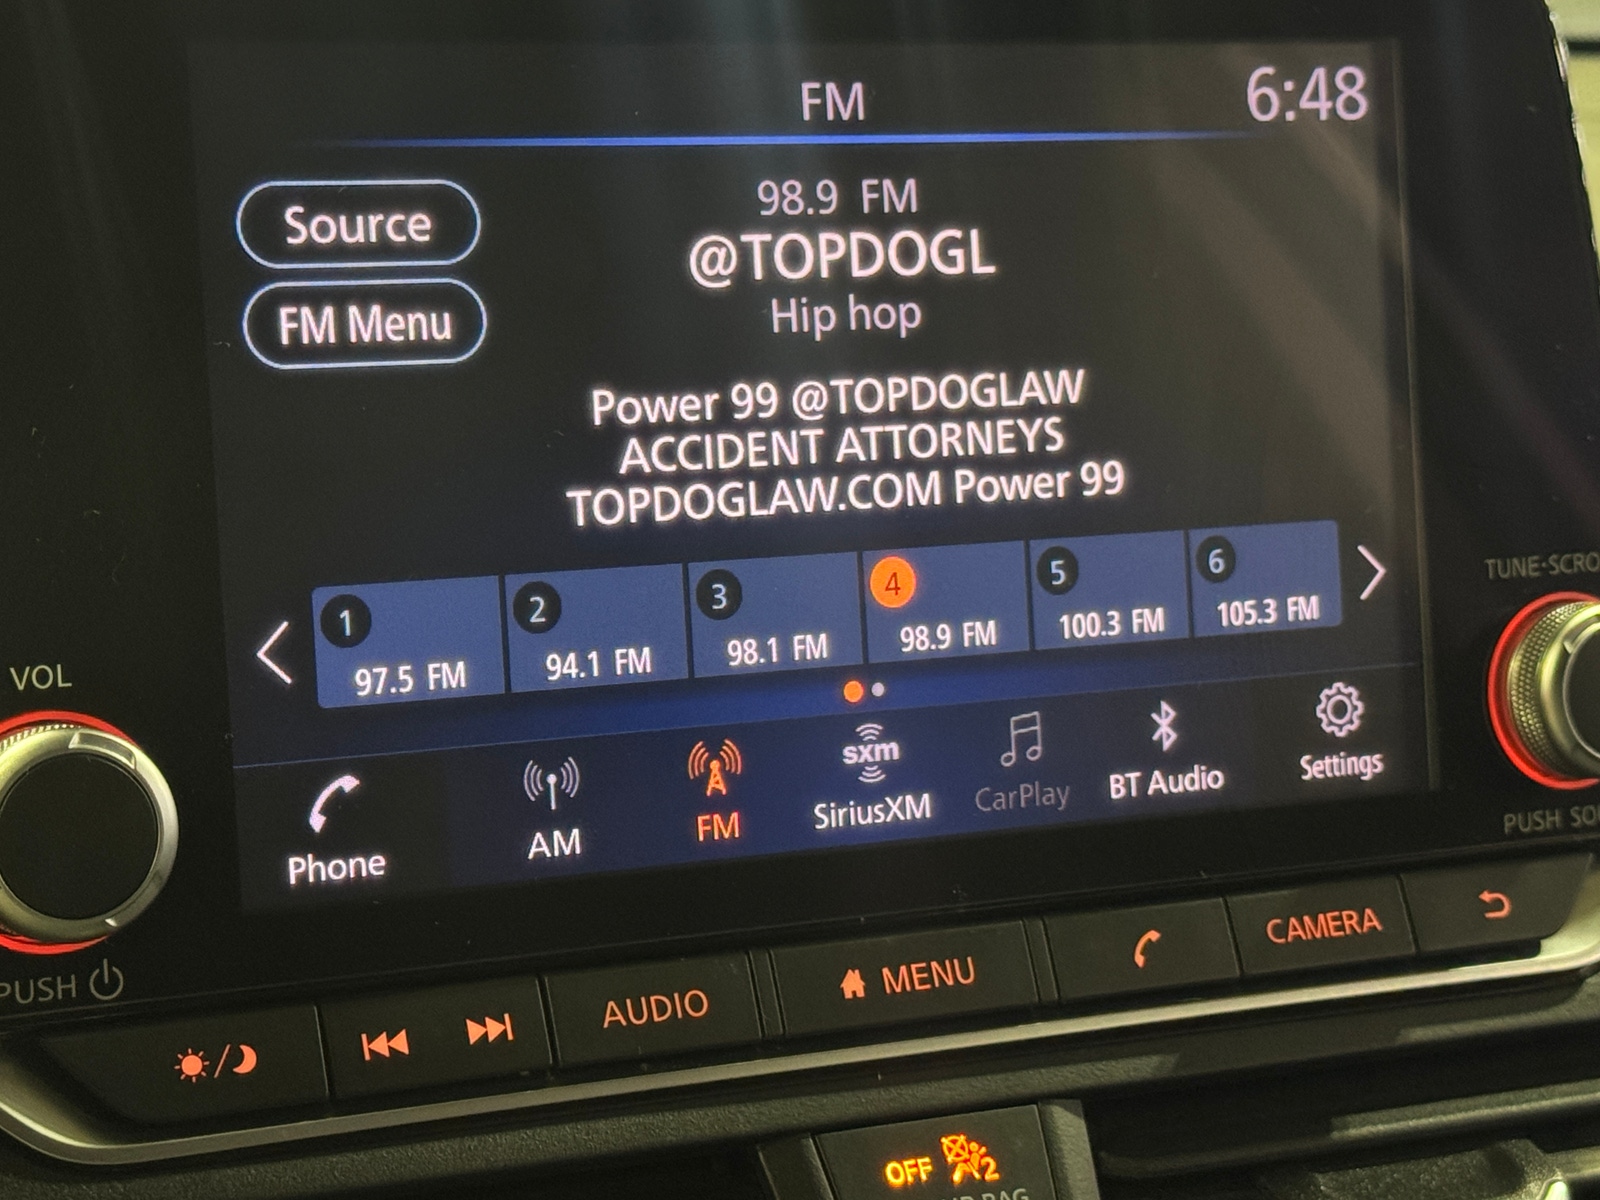 FM
6:48
Source
98.9 FM
@TOPDOGL
FM Menu
Hip hop
Power 99 @TOPDOGLAW
ACCIDENT ATTORNEYS
TOPDOGLAW.COM Power 99
1
97.5 FM
2
94.1 FM
3
98.1 FM
4
98.9 FM
5
100.3 FM
6
105.3 FM
TUNE·SCRO
VOL
Phone
AM
FM
sxm
SiriusXM
CarPlay
BT Audio
Settings
PUSH SOU
PUSH
AUDIO
MENU
CAMERA
OFF
2
BAG